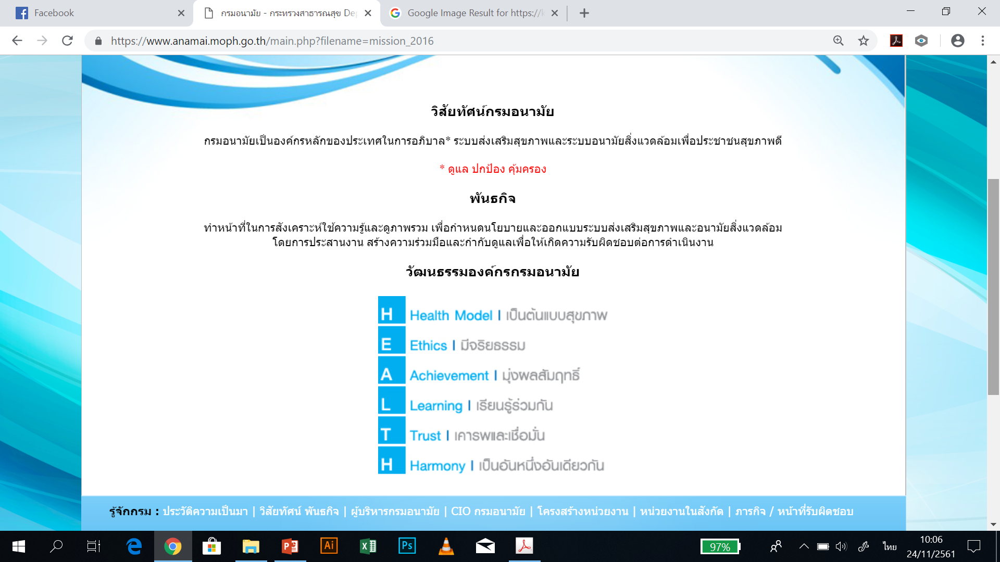 Facebook
กรมอนามัย - กระทรวงสาธารณสุข De
Google Image Result for https://k
https://www.anamai.moph.go.th/main.php?filename=mission_2016
วิสัยทัศน์กรมอนามัย
กรมอนามัยเป็นองค์กรหลักของประเทศในการอภิบาล* ระบบส่งเสริมสุขภาพและระบบอนามัยสิ่งแวดล้อมเพื่อประชาชนสุขภาพดี
* ดูแล ปกป้อง คุ้มครอง
พันธกิจ
ทำหน้าที่ในการสังเคราะห์ใช้ความรู้และดูภาพรวม เพื่อกำหนดนโยบายและออกแบบระบบส่งเสริมสุขภาพและอนามัยสิ่งแวดล้อม
โดยการประสานงาน สร้างความร่วมมือและกำกับดูแลเพื่อให้เกิดความรับผิดชอบต่อการดำเนินงาน
วัฒนธรรมองค์กรกรมอนามัย
H Health Model | เป็นต้นแบบสุขภาพ
E Ethics | มีจริยธรรม
A Achievement | มุ่งผลสัมฤทธิ์
L Learning | เรียนรู้ร่วมกัน
T Trust | เคารพและเชื่อมั่น
H Harmony | เป็นอันหนึ่งอันเดียวกัน
รู้จักกรม : ประวัติความเป็นมา | วิสัยทัศน์ พันธกิจ | ผู้บริหารกรมอนามัย | CIO กรมอนามัย | โครงสร้างหน่วยงาน | หน่วยงานในสังกัด | ภารกิจ / หน้าที่รับผิดชอบ
Ai
Ps
97%
ไทย
10:06
24/11/2561